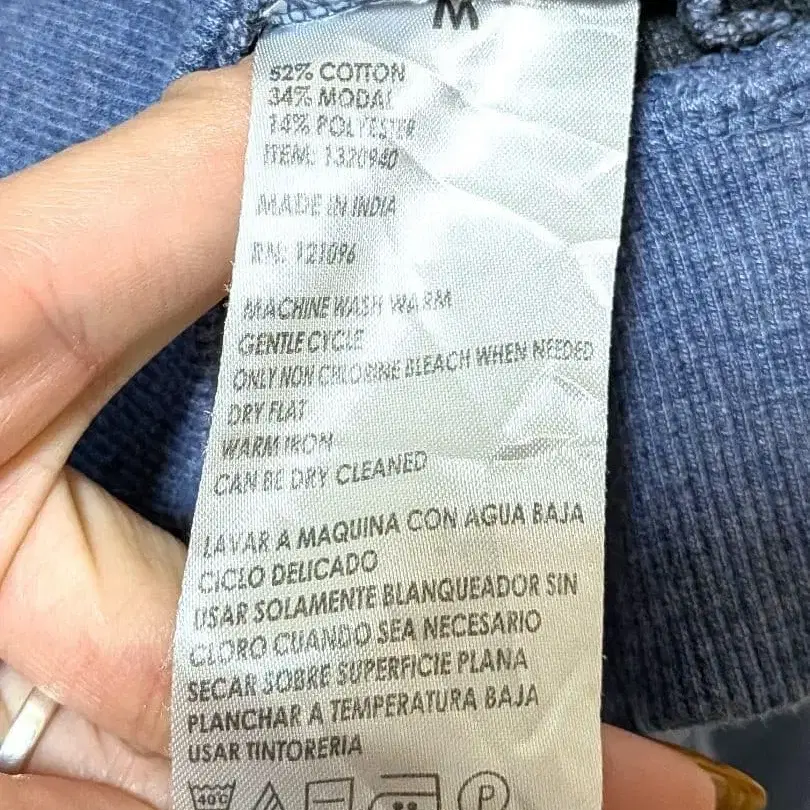 M
52% COTTON
34% MODAL
14% POLYESTER
ITEM: 1320940
MADE IN INDIA
RN: 121096
MACHINE WASH WARM
GENTLE CYCLE
ONLY NON CHLORINE BLEACH WHEN NEEDED
DRY FLAT
WARM IRON
CAN BE DRY CLEANED
LAVAR A MAQUINA CON AGUA BAJA
CICLO DELICADO
USAR SOLAMENTE BLANQUEADOR SIN
CLORO CUANDO SEA NECESARIO
SECAR SOBRE SUPERFICIE PLANA
PLANCHAR A TEMPERATURA BAJA
USAR TINTORERIA
40C P